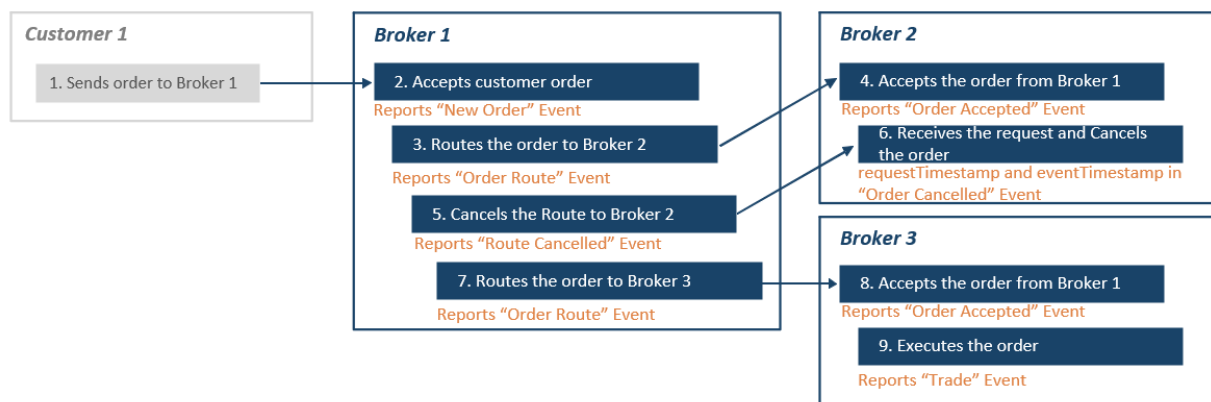 Customer 1
1. Sends order to Broker 1
Broker 1
2. Accepts customer order
Reports “New Order” Event
3. Routes the order to Broker 2
Reports “Order Route” Event
5. Cancels the Route to Broker 2
Reports “Route Cancelled” Event
7. Routes the order to Broker 3
Reports “Order Route” Event
Broker 2
4. Accepts the order from Broker 1
Reports “Order Accepted” Event
6. Receives the request and Cancels
the order
requestTimestamp and eventTimestamp in
“Order Cancelled” Event
Broker 3
8. Accepts the order from Broker 1
Reports “Order Accepted” Event
9. Executes the order
Reports “Trade” Event